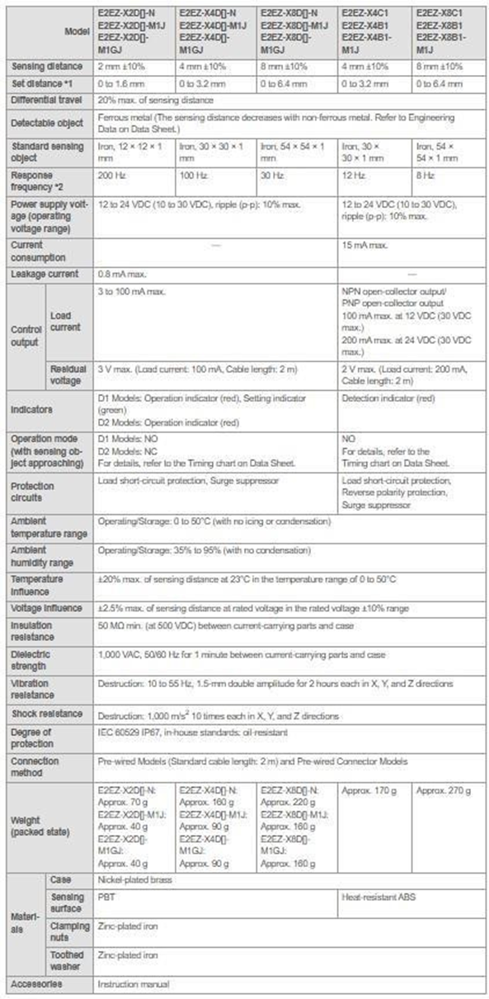 Model
E2EZ-X2D[]-N
E2EZ-X2D[]-M1J
E2EZ-X2D[]-
M1GJ
E2EZ-X4D[]-N
E2EZ-X4D[]-M1J
E2EZ-X4D[]-
M1GJ
E2EZ-X8D[]-N
E2EZ-X8D[]-M1J
E2EZ-X8D[]-
M1GJ
E2EZ-X4C1
E2EZ-X4B1
E2EZ-X4B1-
M1J
E2EZ-X8C1
E2EZ-X8B1
E2EZ-X8B1-
M1J
Sensing distance
2 mm ±10%
4 mm ±10%
8 mm ±10%
4 mm ±10%
8 mm ±10%
Set distance *1
0 to 1.6 mm
0 to 3.2 mm
0 to 6.4 mm
0 to 3.2 mm
0 to 6.4 mm
Differential travel
20% max. of sensing distance
Detectable object
Ferrous metal (The sensing distance decreases with non-ferrous metal. Refer to Engineering
Data on Data Sheet.)
Standard sensing
object
Iron, 12 × 12 × 1
mm
Iron, 30 × 30 × 1
mm
Iron, 54 × 54 × 1
mm
Iron, 30 ×
30 × 1 mm
Iron, 54 ×
54 × 1 mm
Response
frequency *2
200 Hz
100 Hz
30 Hz
12 Hz
8 Hz
Power supply volt-
age (operating
voltage range)
12 to 24 VDC (10 to 30 VDC), ripple (p-p): 10% max.
12 to 24 VDC (10 to 30 VDC),
ripple (p-p): 10% max.
Current
consumption
—
15 mA max.
Leakage current
0.8 mA max.
—
Control
output
Load
current
3 to 100 mA max.
NPN open-collector output/
PNP open-collector output
100 mA max. at 12 VDC (30 VDC
max.)
200 mA max. at 24 VDC (30 VDC
max.)
Residual
voltage
3 V max. (Load current: 100 mA, Cable length: 2 m)
2 V max. (Load current: 200 mA,
Cable length: 2 m)
Indicators
D1 Models: Operation indicator (red), Setting indicator
(green)
D2 Models: Operation indicator (red)
Detection indicator (red)
Operation mode
(with sensing ob-
ject approaching)
D1 Models: NO
D2 Models: NC
For details, refer to the Timing chart on Data Sheet.
NO
For details, refer to the
Timing chart on Data Sheet.
Protection
circuits
Load short-circuit protection, Surge suppressor
Load short-circuit protection,
Reverse polarity protection,
Surge suppressor
Ambient
temperature range
Operating/Storage: 0 to 50°C (with no icing or condensation)
Ambient
humidity range
Operating/Storage: 35% to 95% (with no condensation)
Temperature
influence
±20% max. of sensing distance at 23°C in the temperature range of 0 to 50°C
Voltage influence
±2.5% max. of sensing distance at rated voltage in the rated voltage ±10% range
Insulation
resistance
50 MΩ min. (at 500 VDC) between current-carrying parts and case
Dielectric
strength
1,000 VAC, 50/60 Hz for 1 minute between current-carrying parts and case
Vibration
resistance
Destruction: 10 to 55 Hz, 1.5-mm double amplitude for 2 hours each in X, Y, and Z directions
Shock resistance
Destruction: 1,000 m/s² 10 times each in X, Y, and Z directions
Degree of
protection
IEC 60529 IP67, in-house standards: oil-resistant
Connection
method
Pre-wired Models (Standard cable length: 2 m) and Pre-wired Connector Models
Weight
(packed state)
E2EZ-X2D[]-N:
Approx. 70 g
E2EZ-X2D[]-M1J:
Approx. 40 g
E2EZ-X2D[]-
M1GJ:
Approx. 40 g
E2EZ-X4D[]-N:
Approx. 160 g
E2EZ-X4D[]-M1J:
Approx. 90 g
E2EZ-X4D[]-
M1GJ:
Approx. 90 g
E2EZ-X8D[]-N:
Approx. 220 g
E2EZ-X8D[]-M1J:
Approx. 160 g
E2EZ-X8D[]-
M1GJ:
Approx. 160 g
Approx. 170 g
Approx. 270 g
Materi-
als
Case
Nickel-plated brass
Sensing
surface
PBT
Heat-resistant ABS
Clamping
nuts
Zinc-plated iron
Toothed
washer
Zinc-plated iron
Accessories
Instruction manual